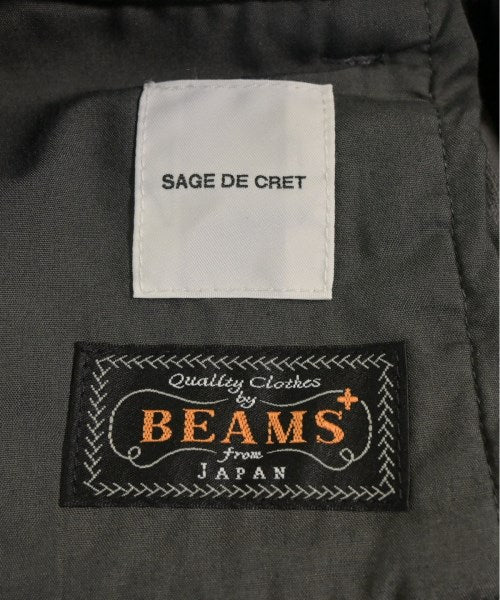 SAGE DE CRET
Quality Clothes
by
BEAMS+
from
JAPAN